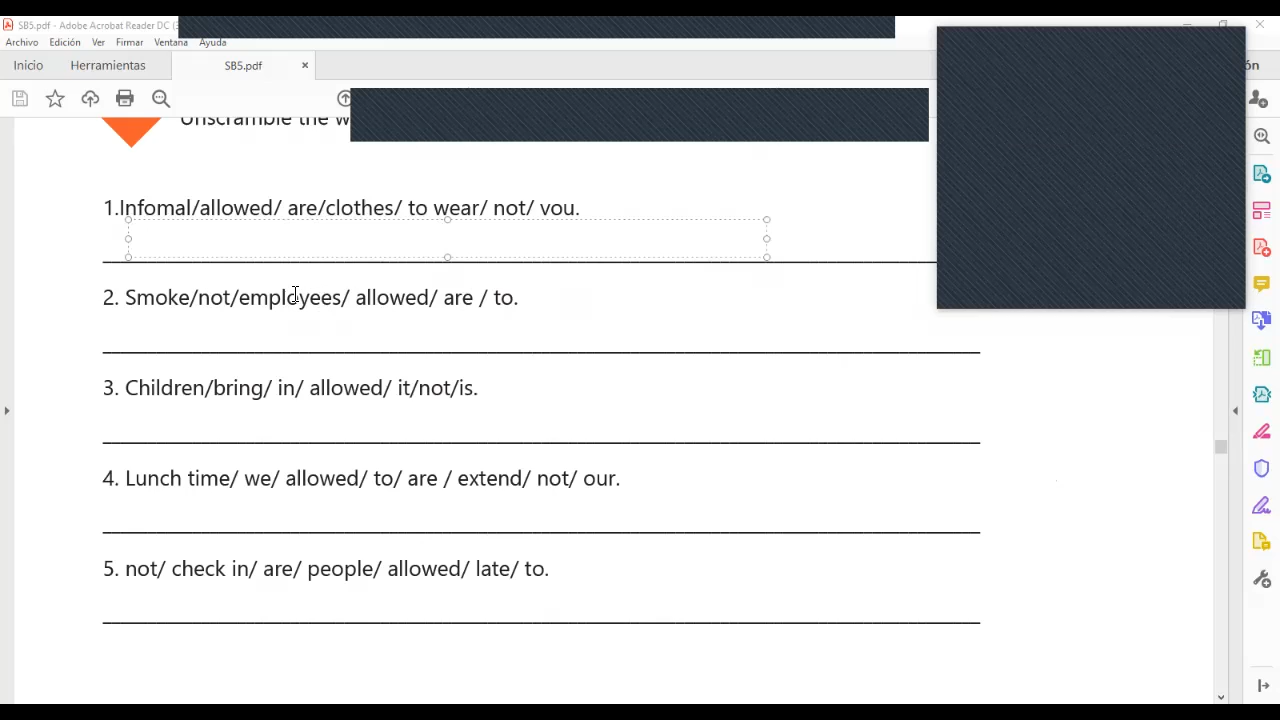 SB5.pdf - Adobe Acrobat Reader DC
Archivo Edición Ver Firmar Ventana Ayuda
Inicio Herramientas SB5.pdf
Unscramble the
1.Infomal/allowed/ are/clothes/ to wear/ not/ you.
2. Smoke/not/employees/ allowed/ are / to.
3. Children/bring/ in/ allowed/ it/not/is.
4. Lunch time/ we/ allowed/ to/ are / extend/ not/ our.
5. not/ check in/ are/ people/ allowed/ late/ to.